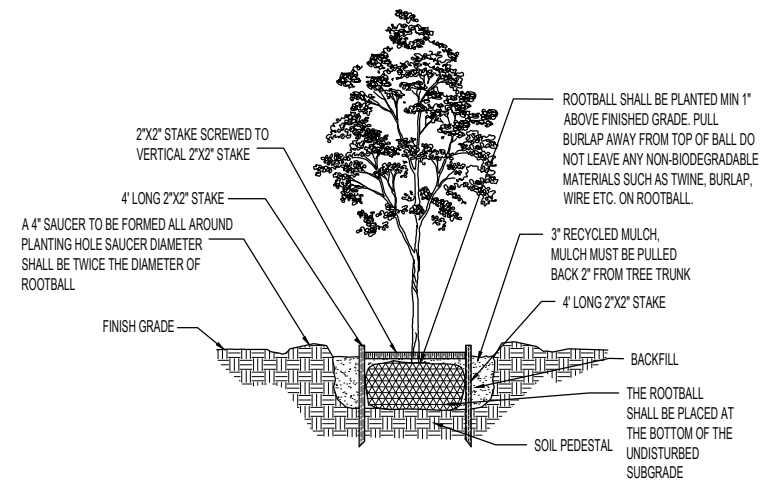 2"X2" STAKE SCREWED TO
VERTICAL 2"X2" STAKE
4' LONG 2"X2" STAKE
A 4" SAUCER TO BE FORMED ALL AROUND
PLANTING HOLE SAUCER DIAMETER
SHALL BE TWICE THE DIAMETER OF
ROOTBALL
FINISH GRADE
ROOTBALL SHALL BE PLANTED MIN 1"
ABOVE FINISHED GRADE. PULL
BURLAP AWAY FROM TOP OF BALL DO
NOT LEAVE ANY NON-BIODEGRADABLE
MATERIALS SUCH AS TWINE, BURLAP,
WIRE ETC. ON ROOTBALL.
3" RECYCLED MULCH,
MULCH MUST BE PULLED
BACK 2" FROM TREE TRUNK
4' LONG 2"X2" STAKE
BACKFILL
THE ROOTBALL
SHALL BE PLACED AT
THE BOTTOM OF THE
UNDISTURBED
SUBGRADE
SOIL PEDESTAL